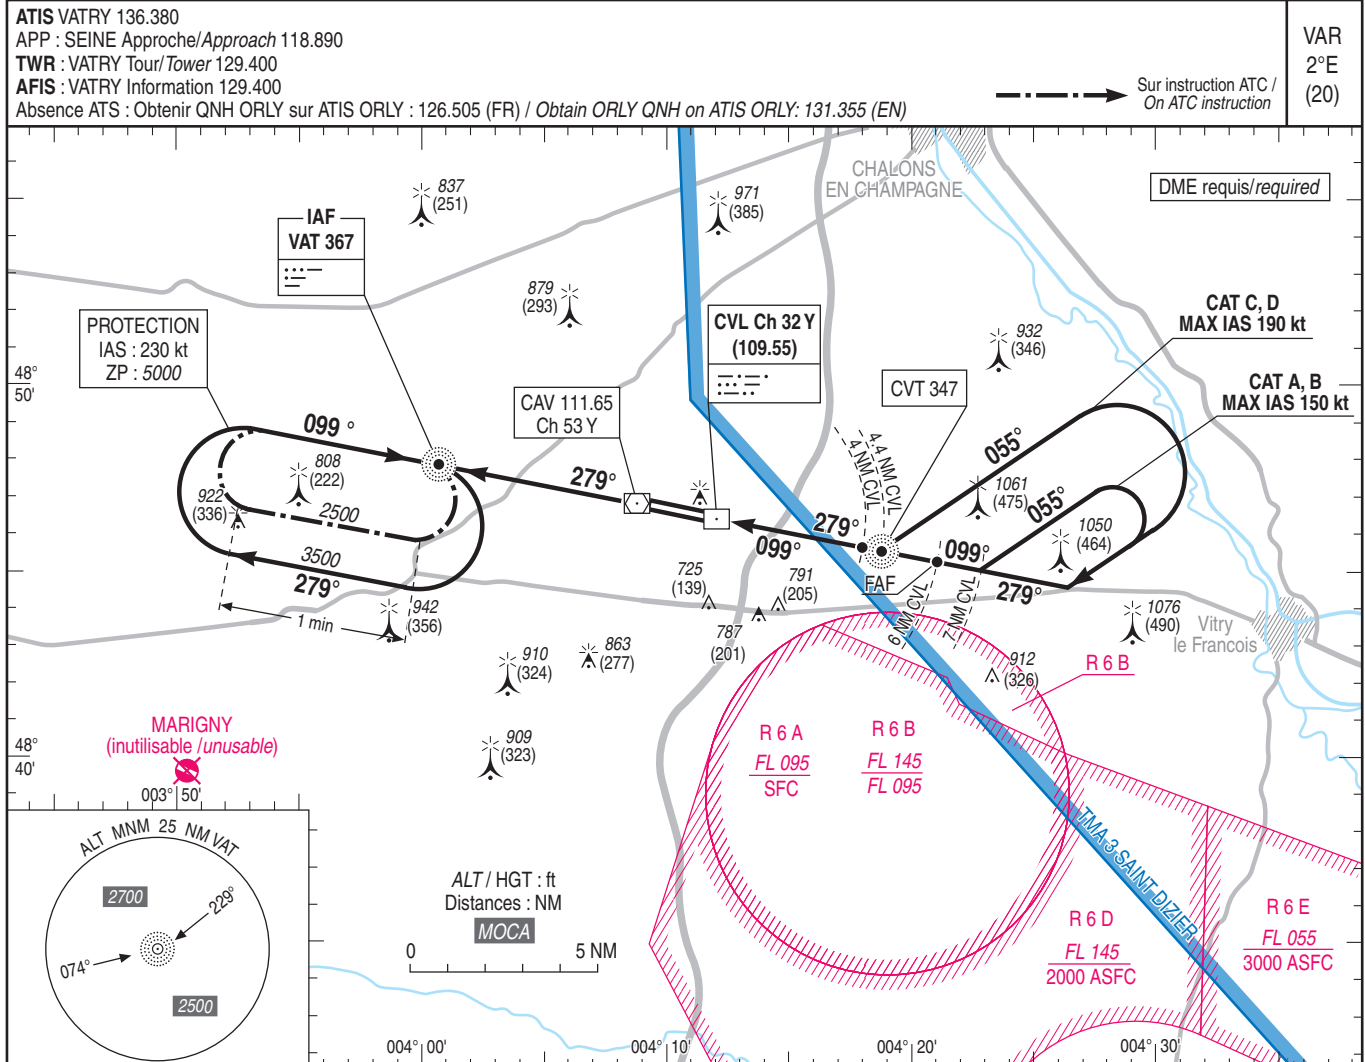 ATIS VATRY 136.380
APP : SEINE Approche/Approach 118.890
TWR : VATRY Tour/Tower 129.400
AFIS : VATRY Information 129.400
Absence ATS : Obtenir QNH ORLY sur ATIS ORLY : 126.505 (FR) / Obtain ORLY QNH on ATIS ORLY: 131.355 (EN)
Sur instruction ATC /
On ATC instruction
VAR
2°E
(20)
CHALONS
EN CHAMPAGNE
DME requis/required
837
(251)
971
(385)
IAF
VAT 367
879
(293)
CVL Ch 32 Y
(109.55)
932
(346)
CAT C, D
MAX IAS 190 kt
PROTECTION
IAS : 230 kt
ZP : 5000
48°
50'
CAV 111.65
Ch 53 Y
CVT 347
CAT A, B
MAX IAS 150 kt
099 °
279°
4 NM CVL
4.4 NM CVL
055°
055°
808
(222)
922
(336)
2500
1061
(475)
1050
(464)
279°
099°
099°
279°
FAF
3500
279°
1 min
942
(356)
725
(139)
791
(205)
787
(201)
6 NM CVL
7 NM CVL
1076
(490)
Vitry
le Francois
910
(324)
863
(277)
912
(326)
R 6 B
909
(323)
MARIGNY
(inutilisable /unusable)
48°
40'
003° 50'
R 6 A
FL 095
SFC
R 6 B
FL 145
FL 095
TMA 3 SAINT DIZIER
ALT MNM 25 NM VAT
2700
229°
074°
2500
ALT / HGT : ft
Distances : NM
MOCA
0 5 NM
R 6 D
FL 145
2000 ASFC
R 6 E
FL 055
3000 ASFC
004° 00'
004° 10'
004° 20'
004° 30'